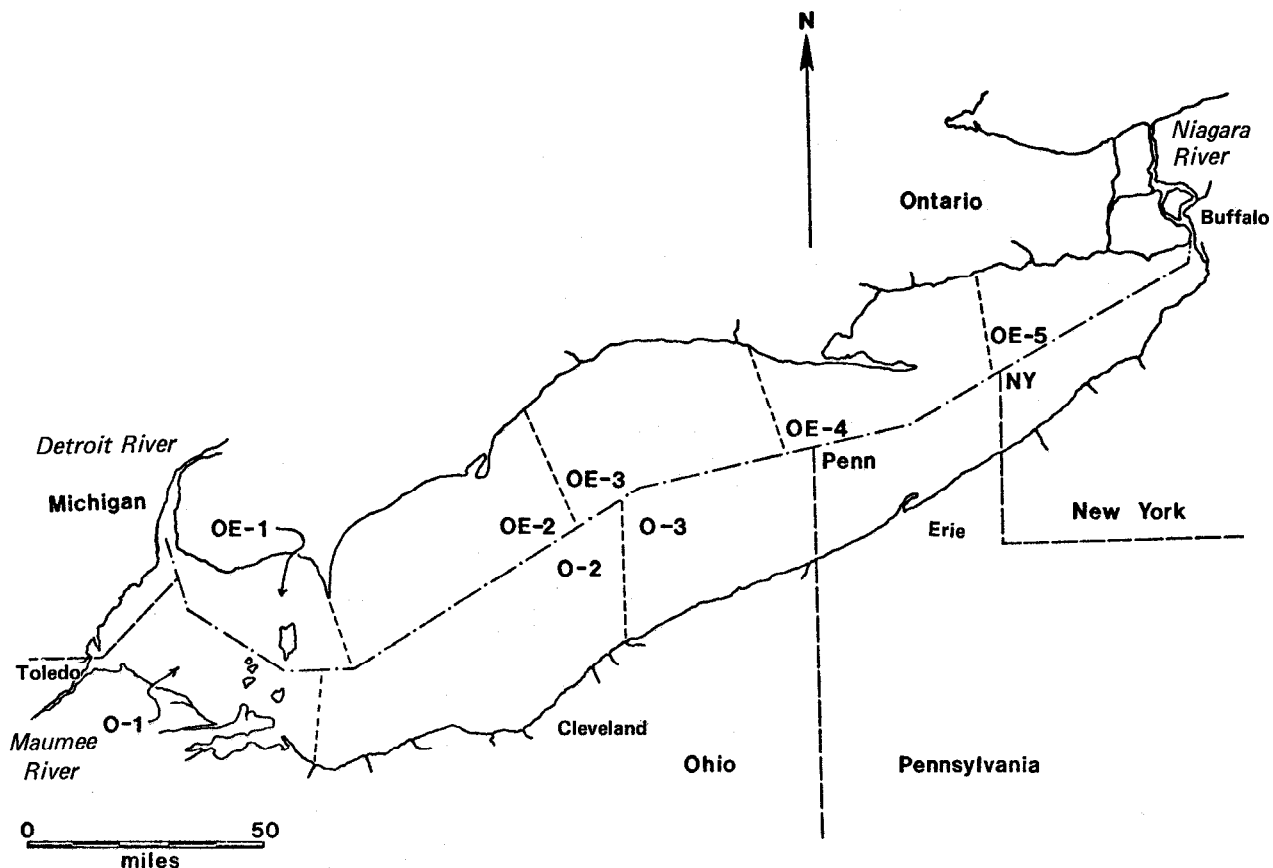 N
Niagara
River
Ontario
Buffalo
OE-5
NY
OE-4
Penn
Detroit River
Michigan
OE-1
OE-3
OE-2
O-3
O-2
Erie
New York
Toledo
O-1
Cleveland
Maumee
River
Ohio
Pennsylvania
0 50
miles